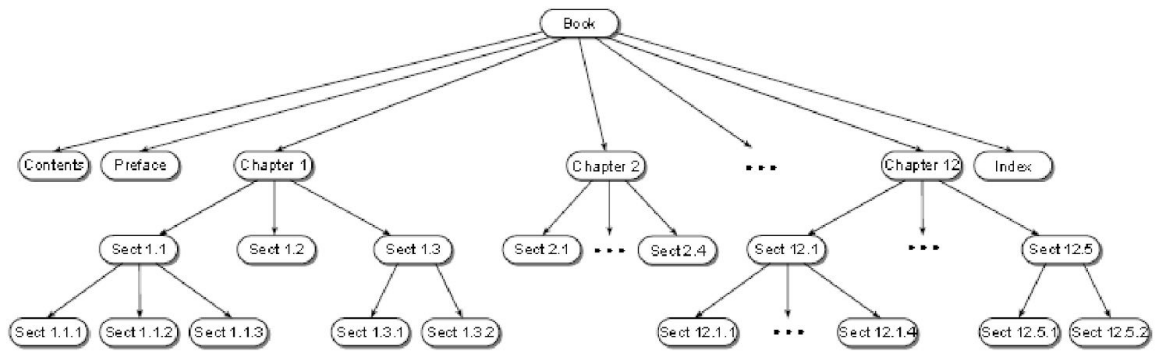 Book
Contents Preface Chapter 1 Chapter 2 ••• Chapter 12 Index
Sect 1.1 Sect 1.2 Sect 1.3 Sect 2.1 ••• Sect 2.4 Sect 12.1 ••• Sect 12.5
Sect 1.1.1 Sect 1.1.2 Sect 1.1.3 Sect 1.3.1 Sect 1.3.2 Sect 12.1.1 ••• Sect 12.1.4 Sect 12.5.1 Sect 12.5.2